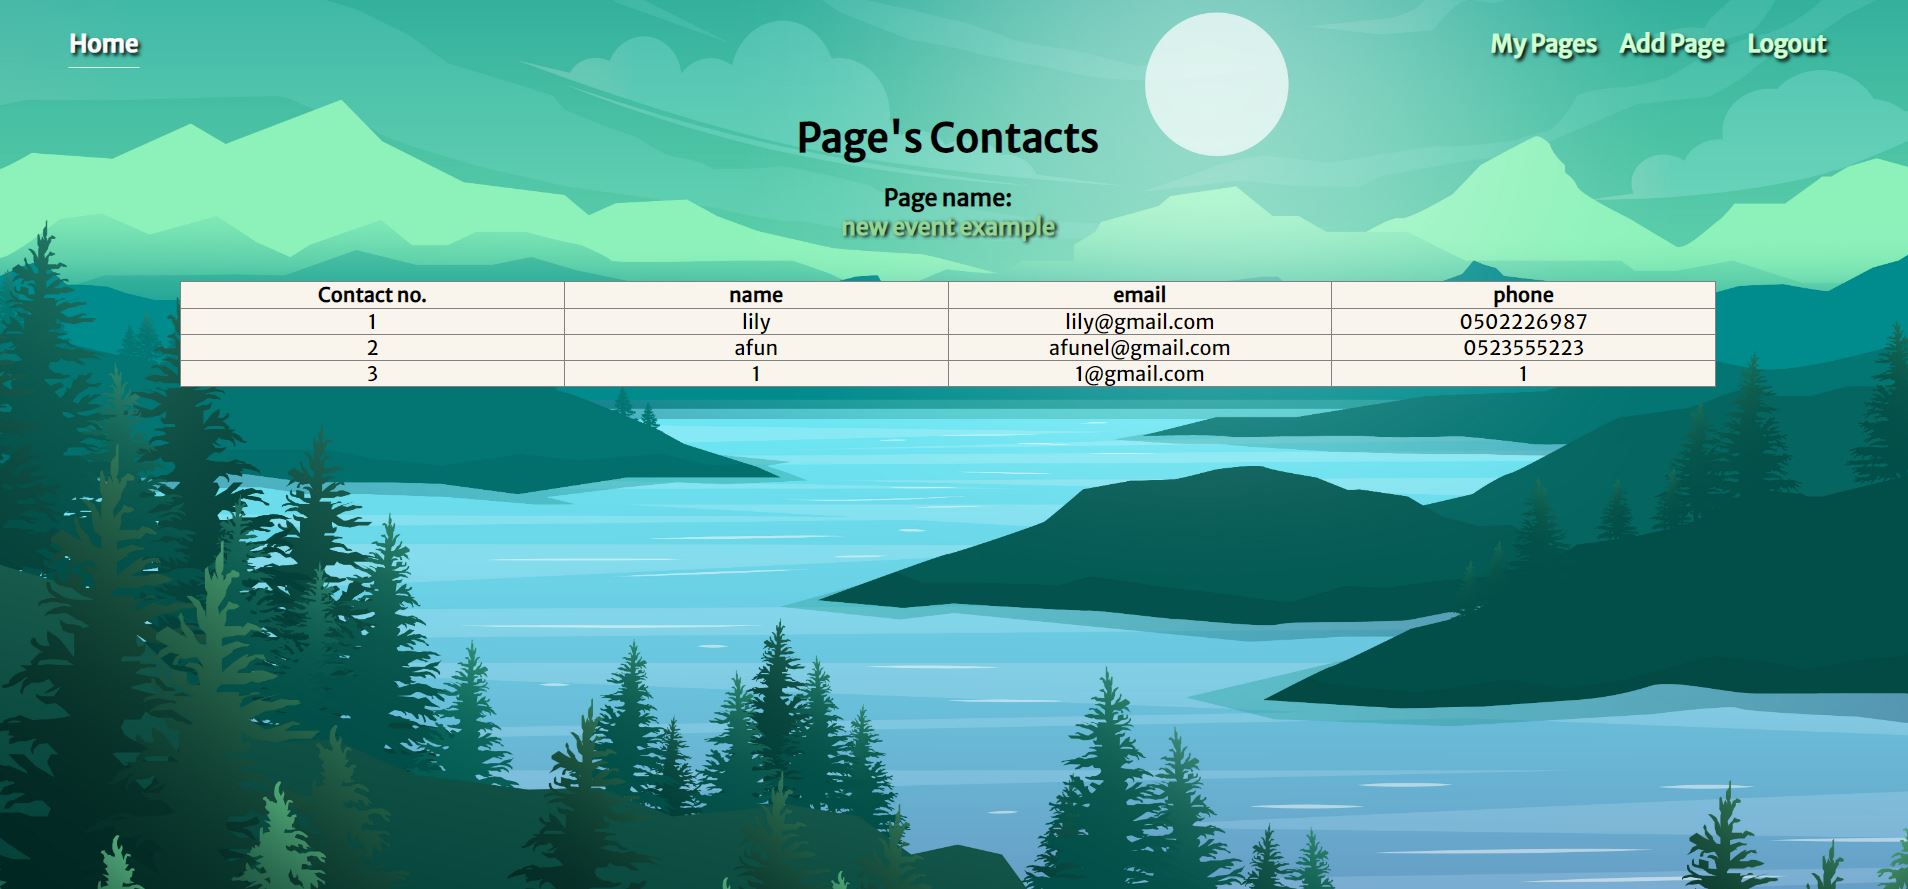 Home My Pages Add Page Logout
Page's Contacts
Page name:
new event example
Contact no. name email phone
1 lily lily@gmail.com 0502226987
2 afun afunel@gmail.com 0523555223
3 1 1@gmail.com 1